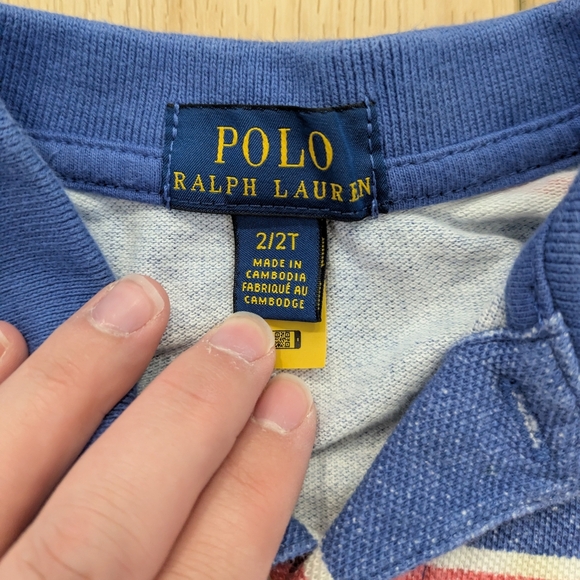 POLO
RALPH LAUREN
2/2T
MADE IN
CAMBODIA
FABRIQUÉ AU
CAMBODGE